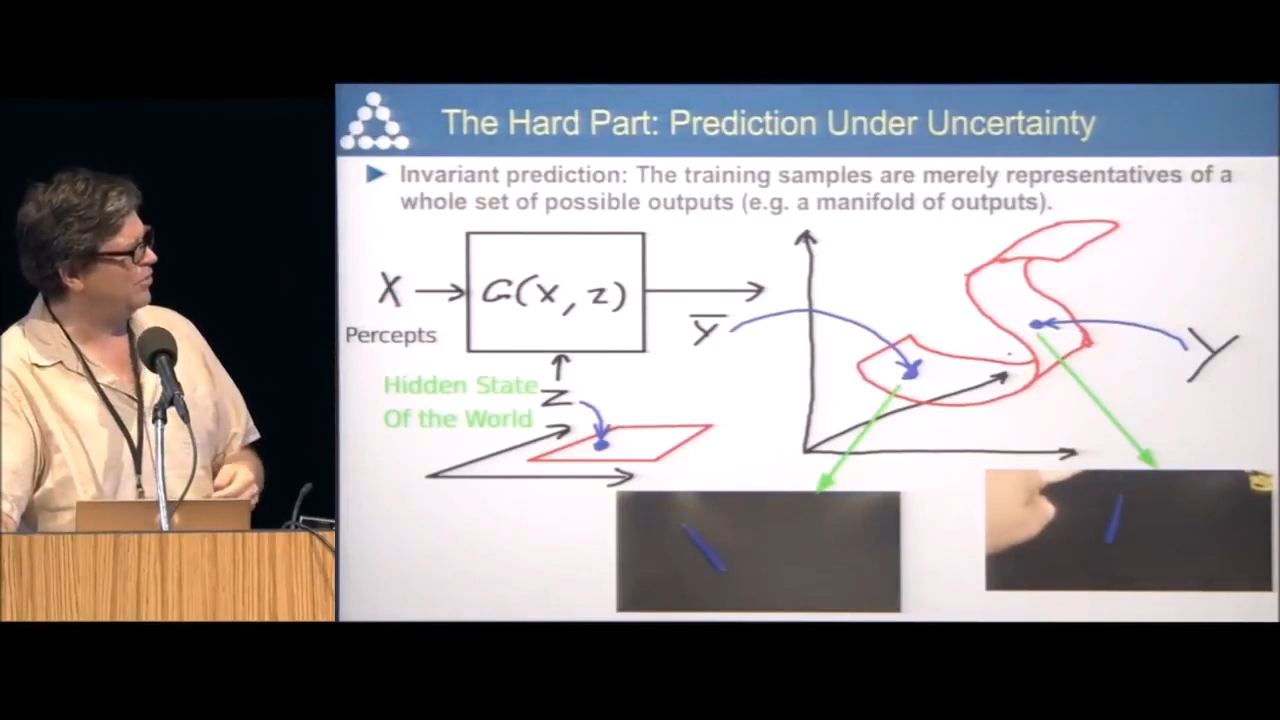 The Hard Part: Prediction Under Uncertainty
Invariant prediction: The training samples are merely representatives of a
whole set of possible outputs (e.g. a manifold of outputs).
X
G(x, z)
Y
Percepts
Y
Hidden State
Of the World
Z